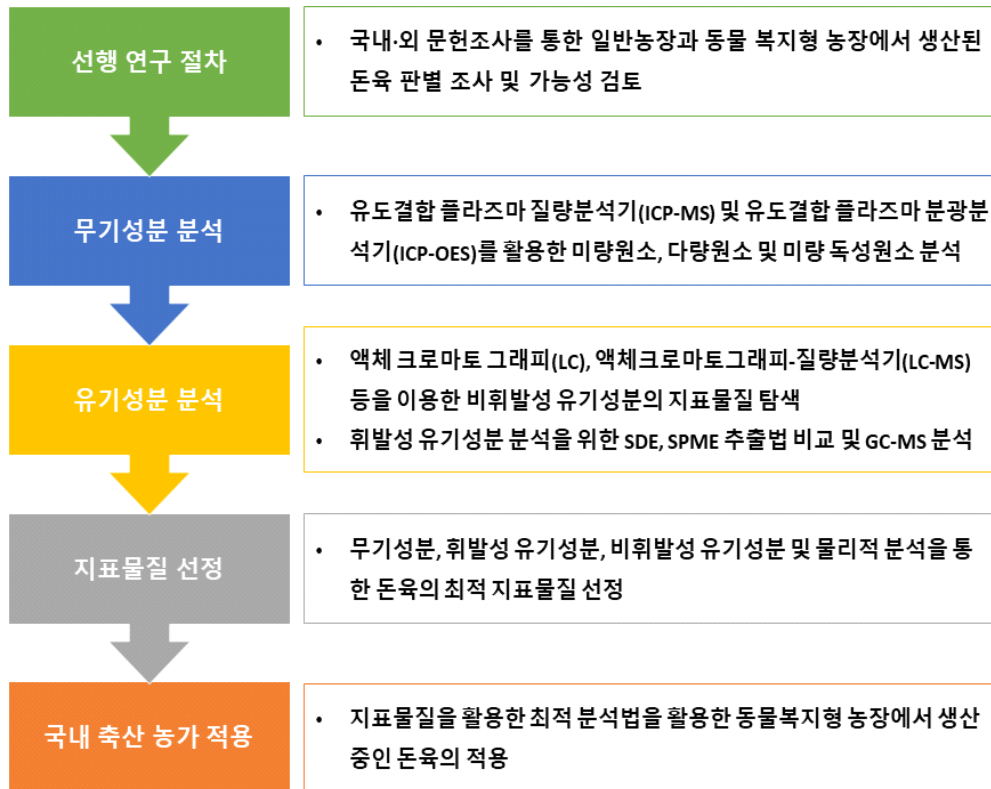 선행 연구 절차
• 국내·외 문헌조사를 통한 일반농장과 동물 복지형 농장에서 생산된
돈육 판별 조사 및 가능성 검토
무기성분 분석
• 유도결합 플라즈마 질량분석기(ICP-MS) 및 유도결합 플라즈마 분광분
석기(ICP-OES)를 활용한 미량원소, 다량원소 및 미량 독성원소 분석
유기성분 분석
• 액체 크로마토 그래피(LC), 액체크로마토그래피-질량분석기(LC-MS)
등을 이용한 비휘발성 유기성분의 지표물질 탐색
• 휘발성 유기성분 분석을 위한 SDE, SPME 추출법 비교 및 GC-MS 분석
지표물질 선정
• 무기성분, 휘발성 유기성분, 비휘발성 유기성분 및 물리적 분석을 통
한 돈육의 최적 지표물질 선정
국내 축산 농가 적용
• 지표물질을 활용한 최적 분석법을 활용한 동물복지형 농장에서 생산
중인 돈육의 적용